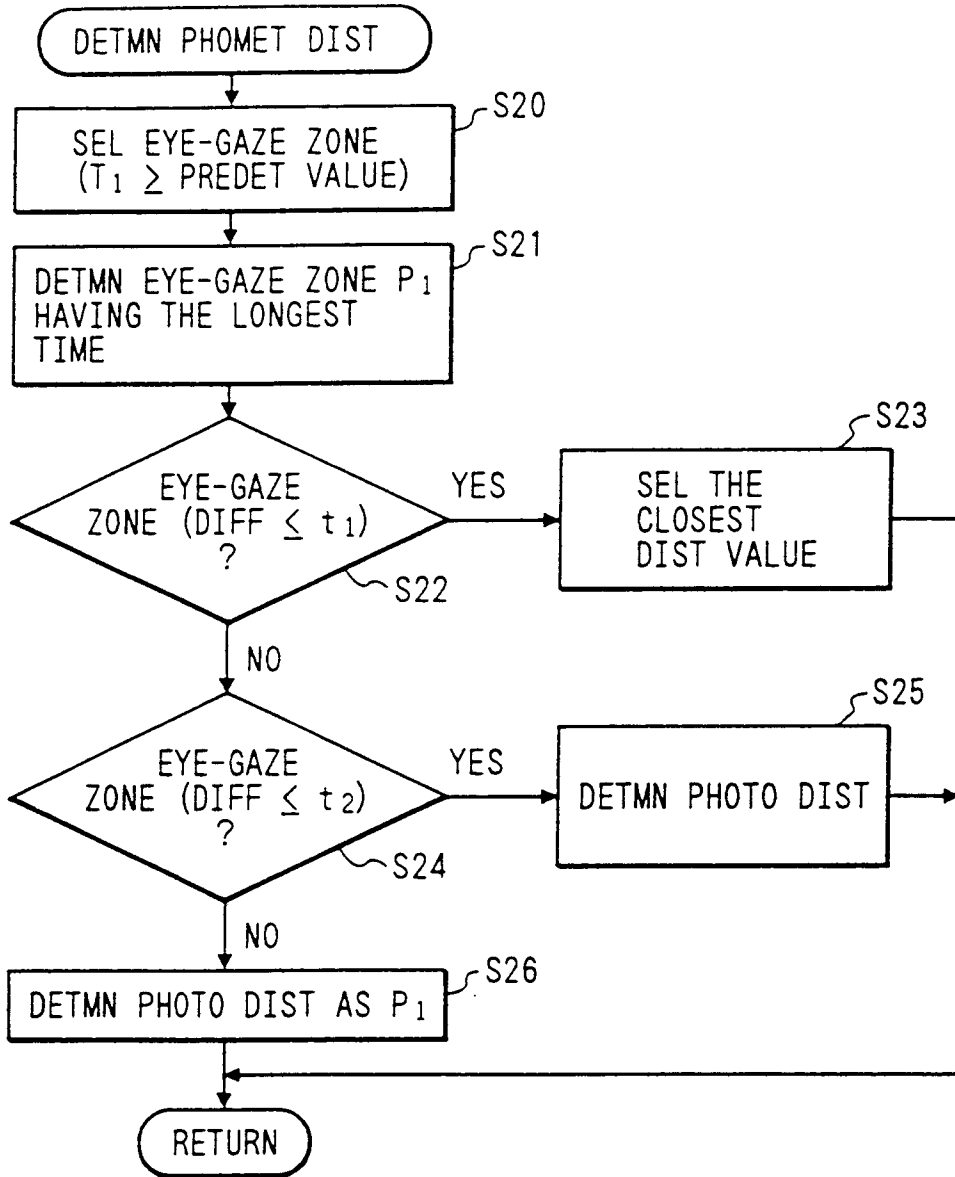 DETMN PHOMET DIST
S20
SEL EYE-GAZE ZONE
(T1 ≥ PREDET VALUE)
S21
DETMN EYE-GAZE ZONE P1
HAVING THE LONGEST
TIME
EYE-GAZE
ZONE (DIFF ≤ t1)
?
S22
YES
S23
SEL THE
CLOSEST
DIST VALUE
NO
EYE-GAZE
ZONE (DIFF ≤ t2)
?
S24
YES
S25
DETMN PHOTO DIST
NO
S26
DETMN PHOTO DIST AS P1
RETURN